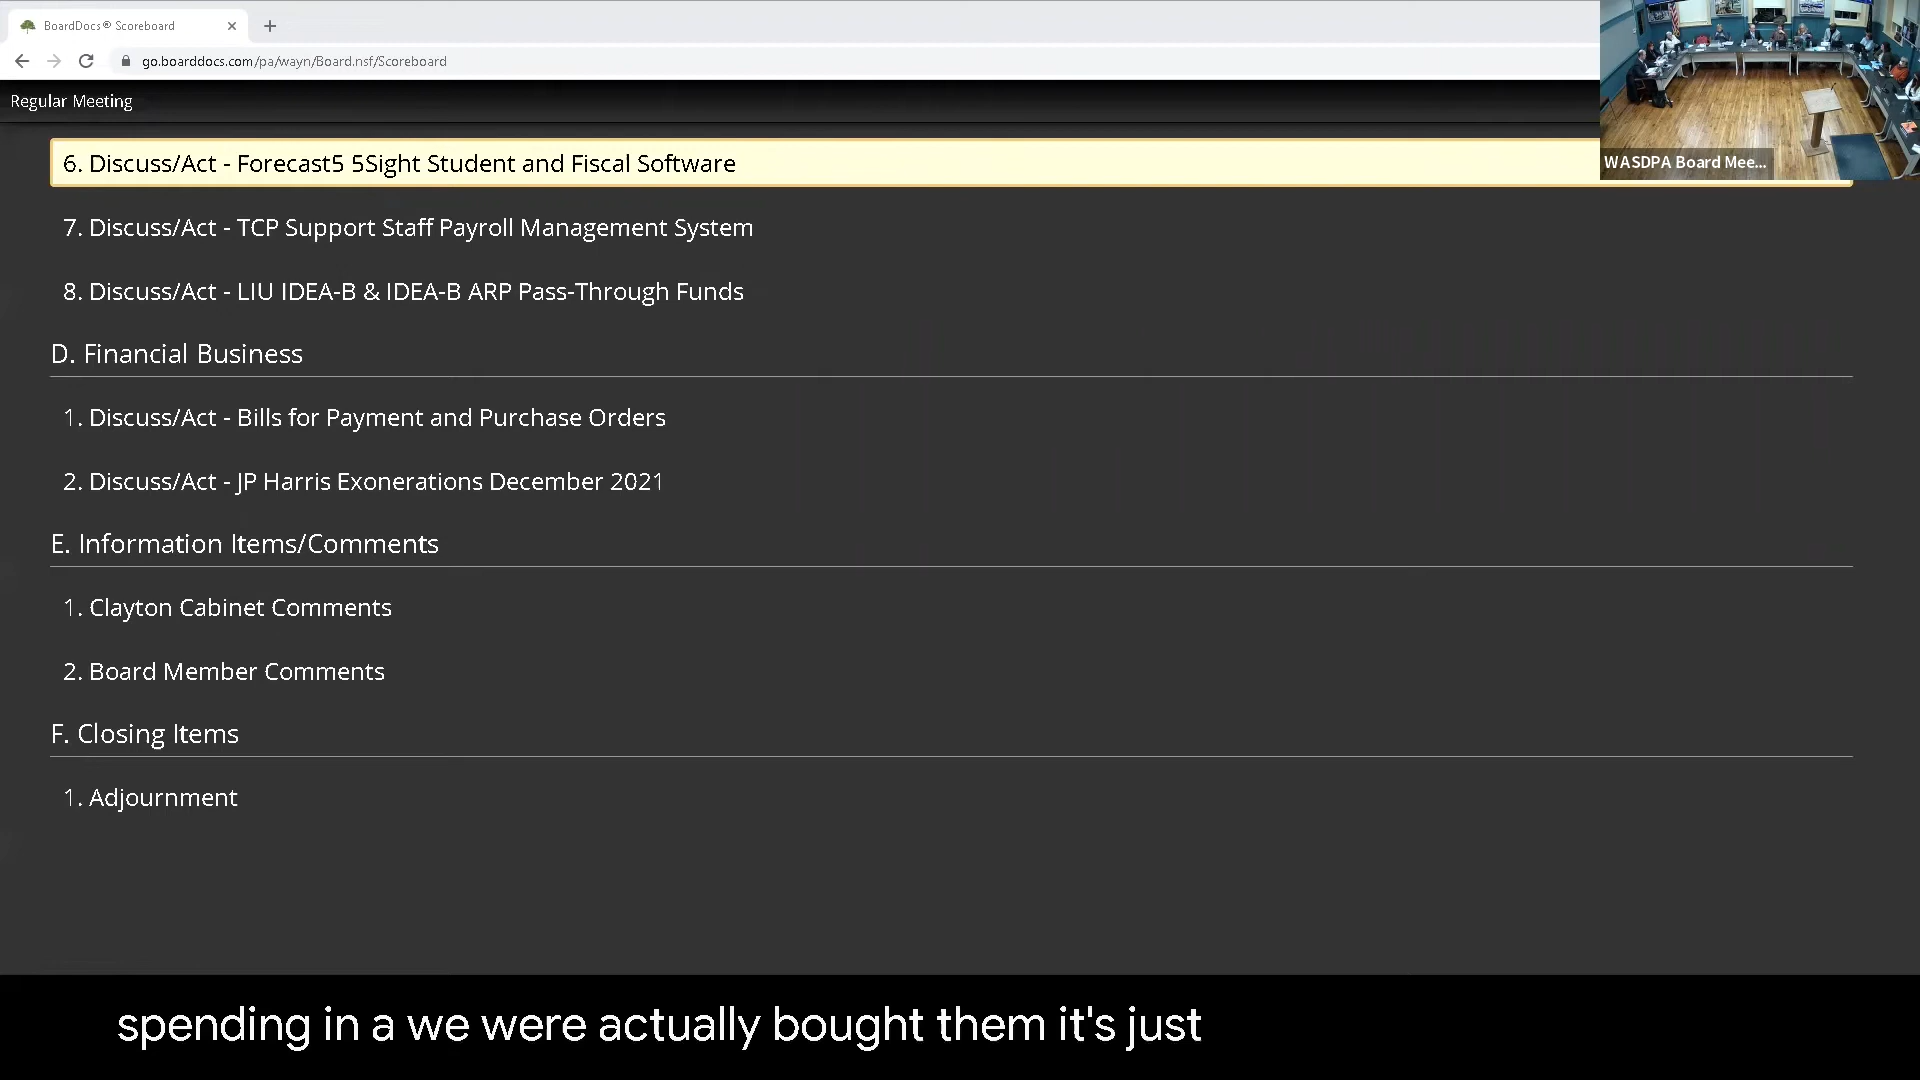 BoardDocs® Scoreboard
go.boarddocs.com/pa/wayn/Board.nsf/Scoreboard
Regular Meeting
WASDPA Board Mee...
6. Discuss/Act - Forecast5 5Sight Student and Fiscal Software
7. Discuss/Act - TCP Support Staff Payroll Management System
8. Discuss/Act - LIU IDEA-B & IDEA-B ARP Pass-Through Funds
D. Financial Business
1. Discuss/Act - Bills for Payment and Purchase Orders
2. Discuss/Act - JP Harris Exonerations December 2021
E. Information Items/Comments
1. Clayton Cabinet Comments
2. Board Member Comments
F. Closing Items
1. Adjournment
spending in a we were actually bought them it's just